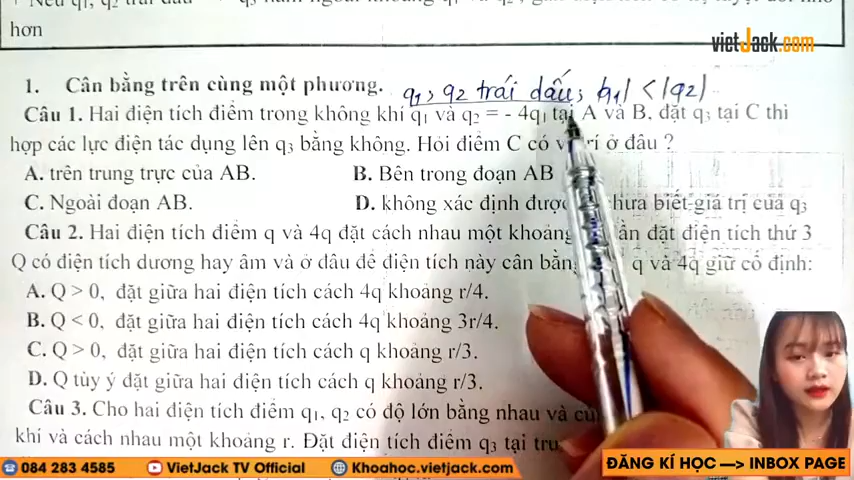 hơn
vietJack.com
1. Cân bằng trên cùng một phương. q1, q2 trái dấu; |q1| < |q2|
Câu 1. Hai điện tích điểm trong không khí q1 và q2 = - 4q1 tại A và B, đặt q3 tại C thì
hợp các lực điện tác dụng lên q3 bằng không. Hỏi điểm C có vị trí ở đâu ?
A. trên trung trực của AB. B. Bên trong đoạn AB
C. Ngoài đoạn AB. D. không xác định được chưa biết giá trị của q3
Câu 2. Hai điện tích điểm q và 4q đặt cách nhau một khoảng cần đặt điện tích thứ 3
Q có điện tích dương hay âm và ở đâu để điện tích này cân bằng q và 4q giữ cố định:
A. Q > 0, đặt giữa hai điện tích cách 4q khoảng r/4.
B. Q < 0, đặt giữa hai điện tích cách 4q khoảng 3r/4.
C. Q > 0, đặt giữa hai điện tích cách q khoảng r/3.
D. Q tùy ý đặt giữa hai điện tích cách q khoảng r/3.
Câu 3. Cho hai điện tích điểm q1, q2 có độ lớn bằng nhau và
khí và cách nhau một khoảng r. Đặt điện tích điểm q3 tại
084 283 4585 VietJack TV Official Khoahoc.vietjack.com
ĐĂNG KÍ HỌC —> INBOX PAGE